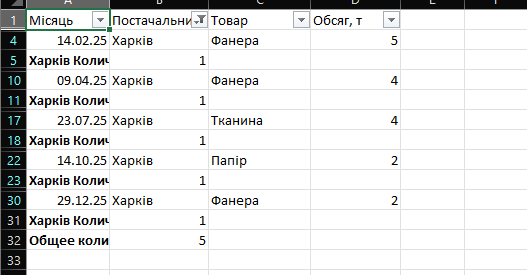 1 Місяць Постачальни Товар Обсяг, т
4 14.02.25 Харків Фанера 5
5 Харків Колич 1
10 09.04.25 Харків Фанера 4
11 Харків Колич 1
17 23.07.25 Харків Тканина 4
18 Харків Колич 1
22 14.10.25 Харків Папір 2
23 Харків Колич 1
30 29.12.25 Харків Фанера 2
31 Харків Колич 1
32 Общее коли 5
33